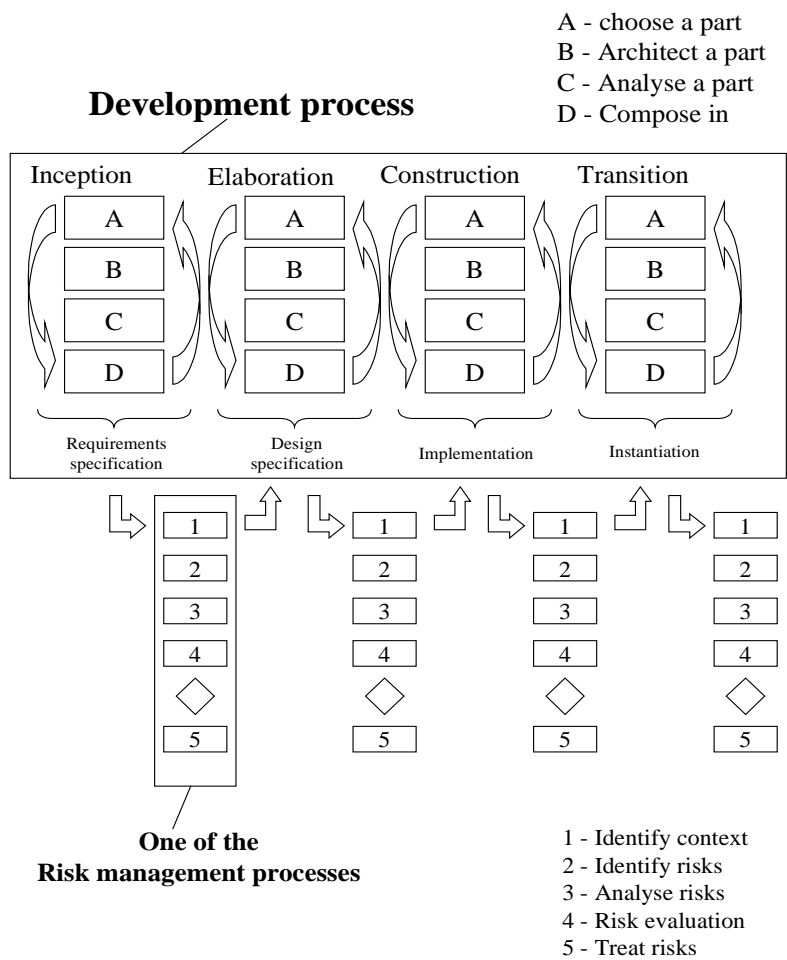 A - choose a part
B - Architect a part
C - Analyse a part
D - Compose in
Development process
Inception
Elaboration
Construction
Transition
A
A
A
A
B
B
B
B
C
C
C
C
D
D
D
D
Requirements
specification
Design
specification
Implementation
Instantiation
1
1
1
1
2
2
2
2
3
3
3
3
4
4
4
4
5
5
5
5
One of the
Risk management processes
1 - Identify context
2 - Identify risks
3 - Analyse risks
4 - Risk evaluation
5 - Treat risks